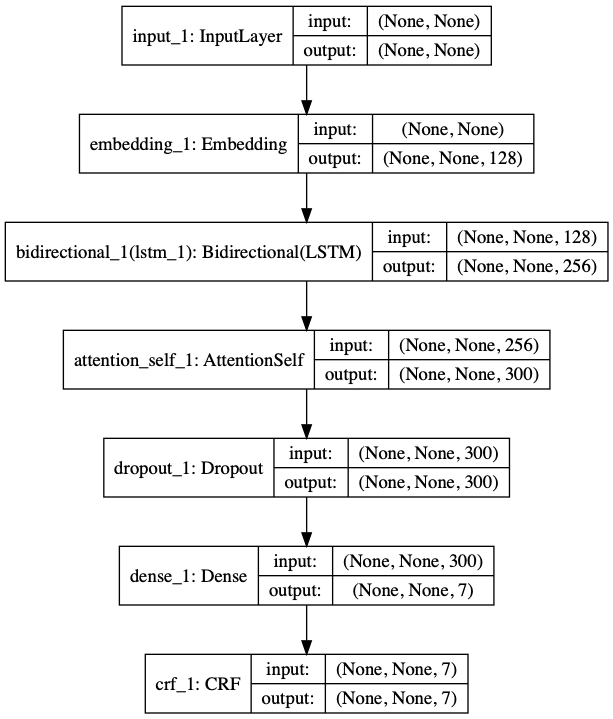 input_1: InputLayer
input: (None, None)
output: (None, None)
embedding_1: Embedding
input: (None, None)
output: (None, None, 128)
bidirectional_1(lstm_1): Bidirectional(LSTM)
input: (None, None, 128)
output: (None, None, 256)
attention_self_1: AttentionSelf
input: (None, None, 256)
output: (None, None, 300)
dropout_1: Dropout
input: (None, None, 300)
output: (None, None, 300)
dense_1: Dense
input: (None, None, 300)
output: (None, None, 7)
crf_1: CRF
input: (None, None, 7)
output: (None, None, 7)